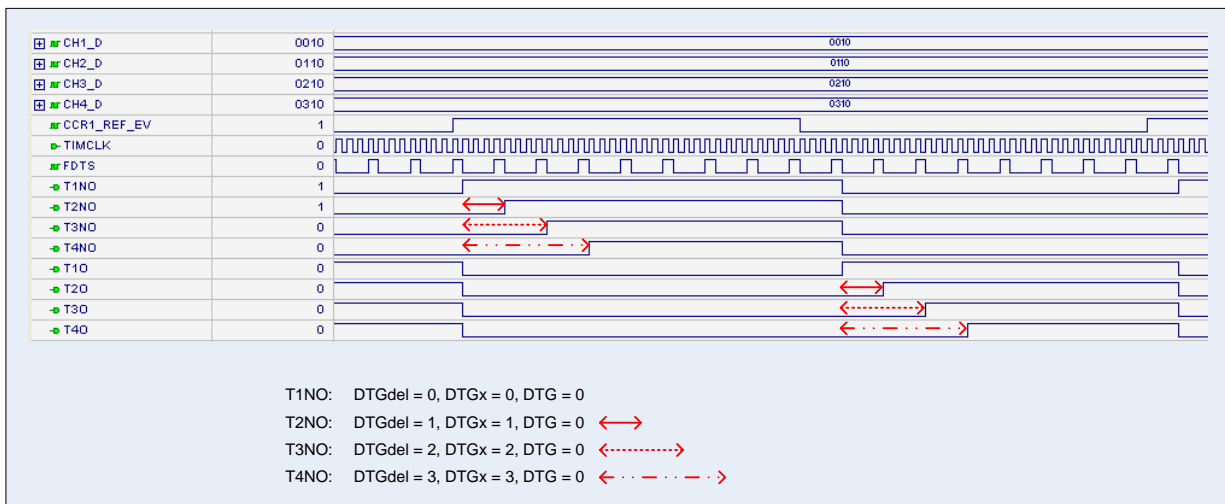 CH1_D 0010 0010
CH2_D 0110 0110
CH3_D 0210 0210
CH4_D 0310 0310
CCR1_REF_EV 1
TIMCLK 0
FDTS 0
T1NO 1
T2NO 1
T3NO 0
T4NO 0
T1O 0
T2O 0
T3O 0
T4O 0
T1NO: DTGdel = 0, DTGx = 0, DTG = 0
T2NO: DTGdel = 1, DTGx = 1, DTG = 0
T3NO: DTGdel = 2, DTGx = 2, DTG = 0
T4NO: DTGdel = 3, DTGx = 3, DTG = 0